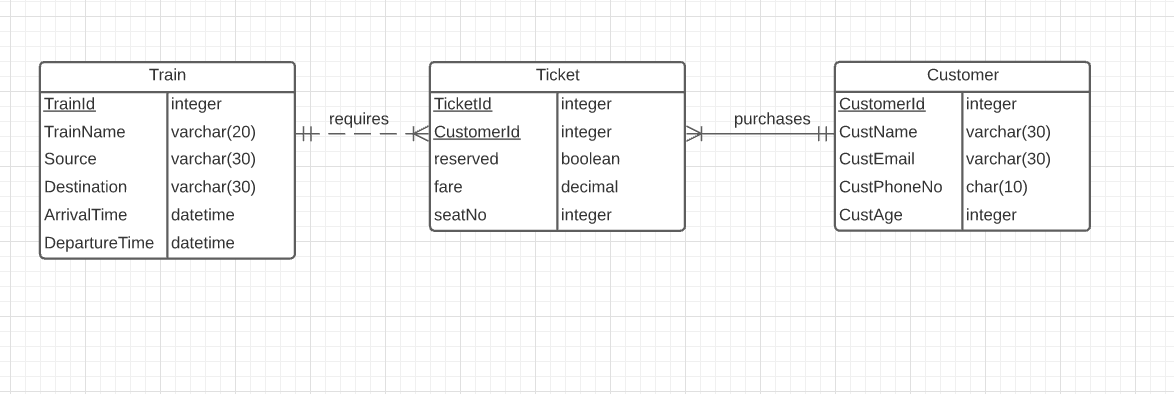 Train
TrainId integer
TrainName varchar(20)
Source varchar(30)
Destination varchar(30)
ArrivalTime datetime
DepartureTime datetime
requires
Ticket
TicketId integer
CustomerId integer
reserved boolean
fare decimal
seatNo integer
purchases
Customer
CustomerId integer
CustName varchar(30)
CustEmail varchar(30)
CustPhoneNo char(10)
CustAge integer